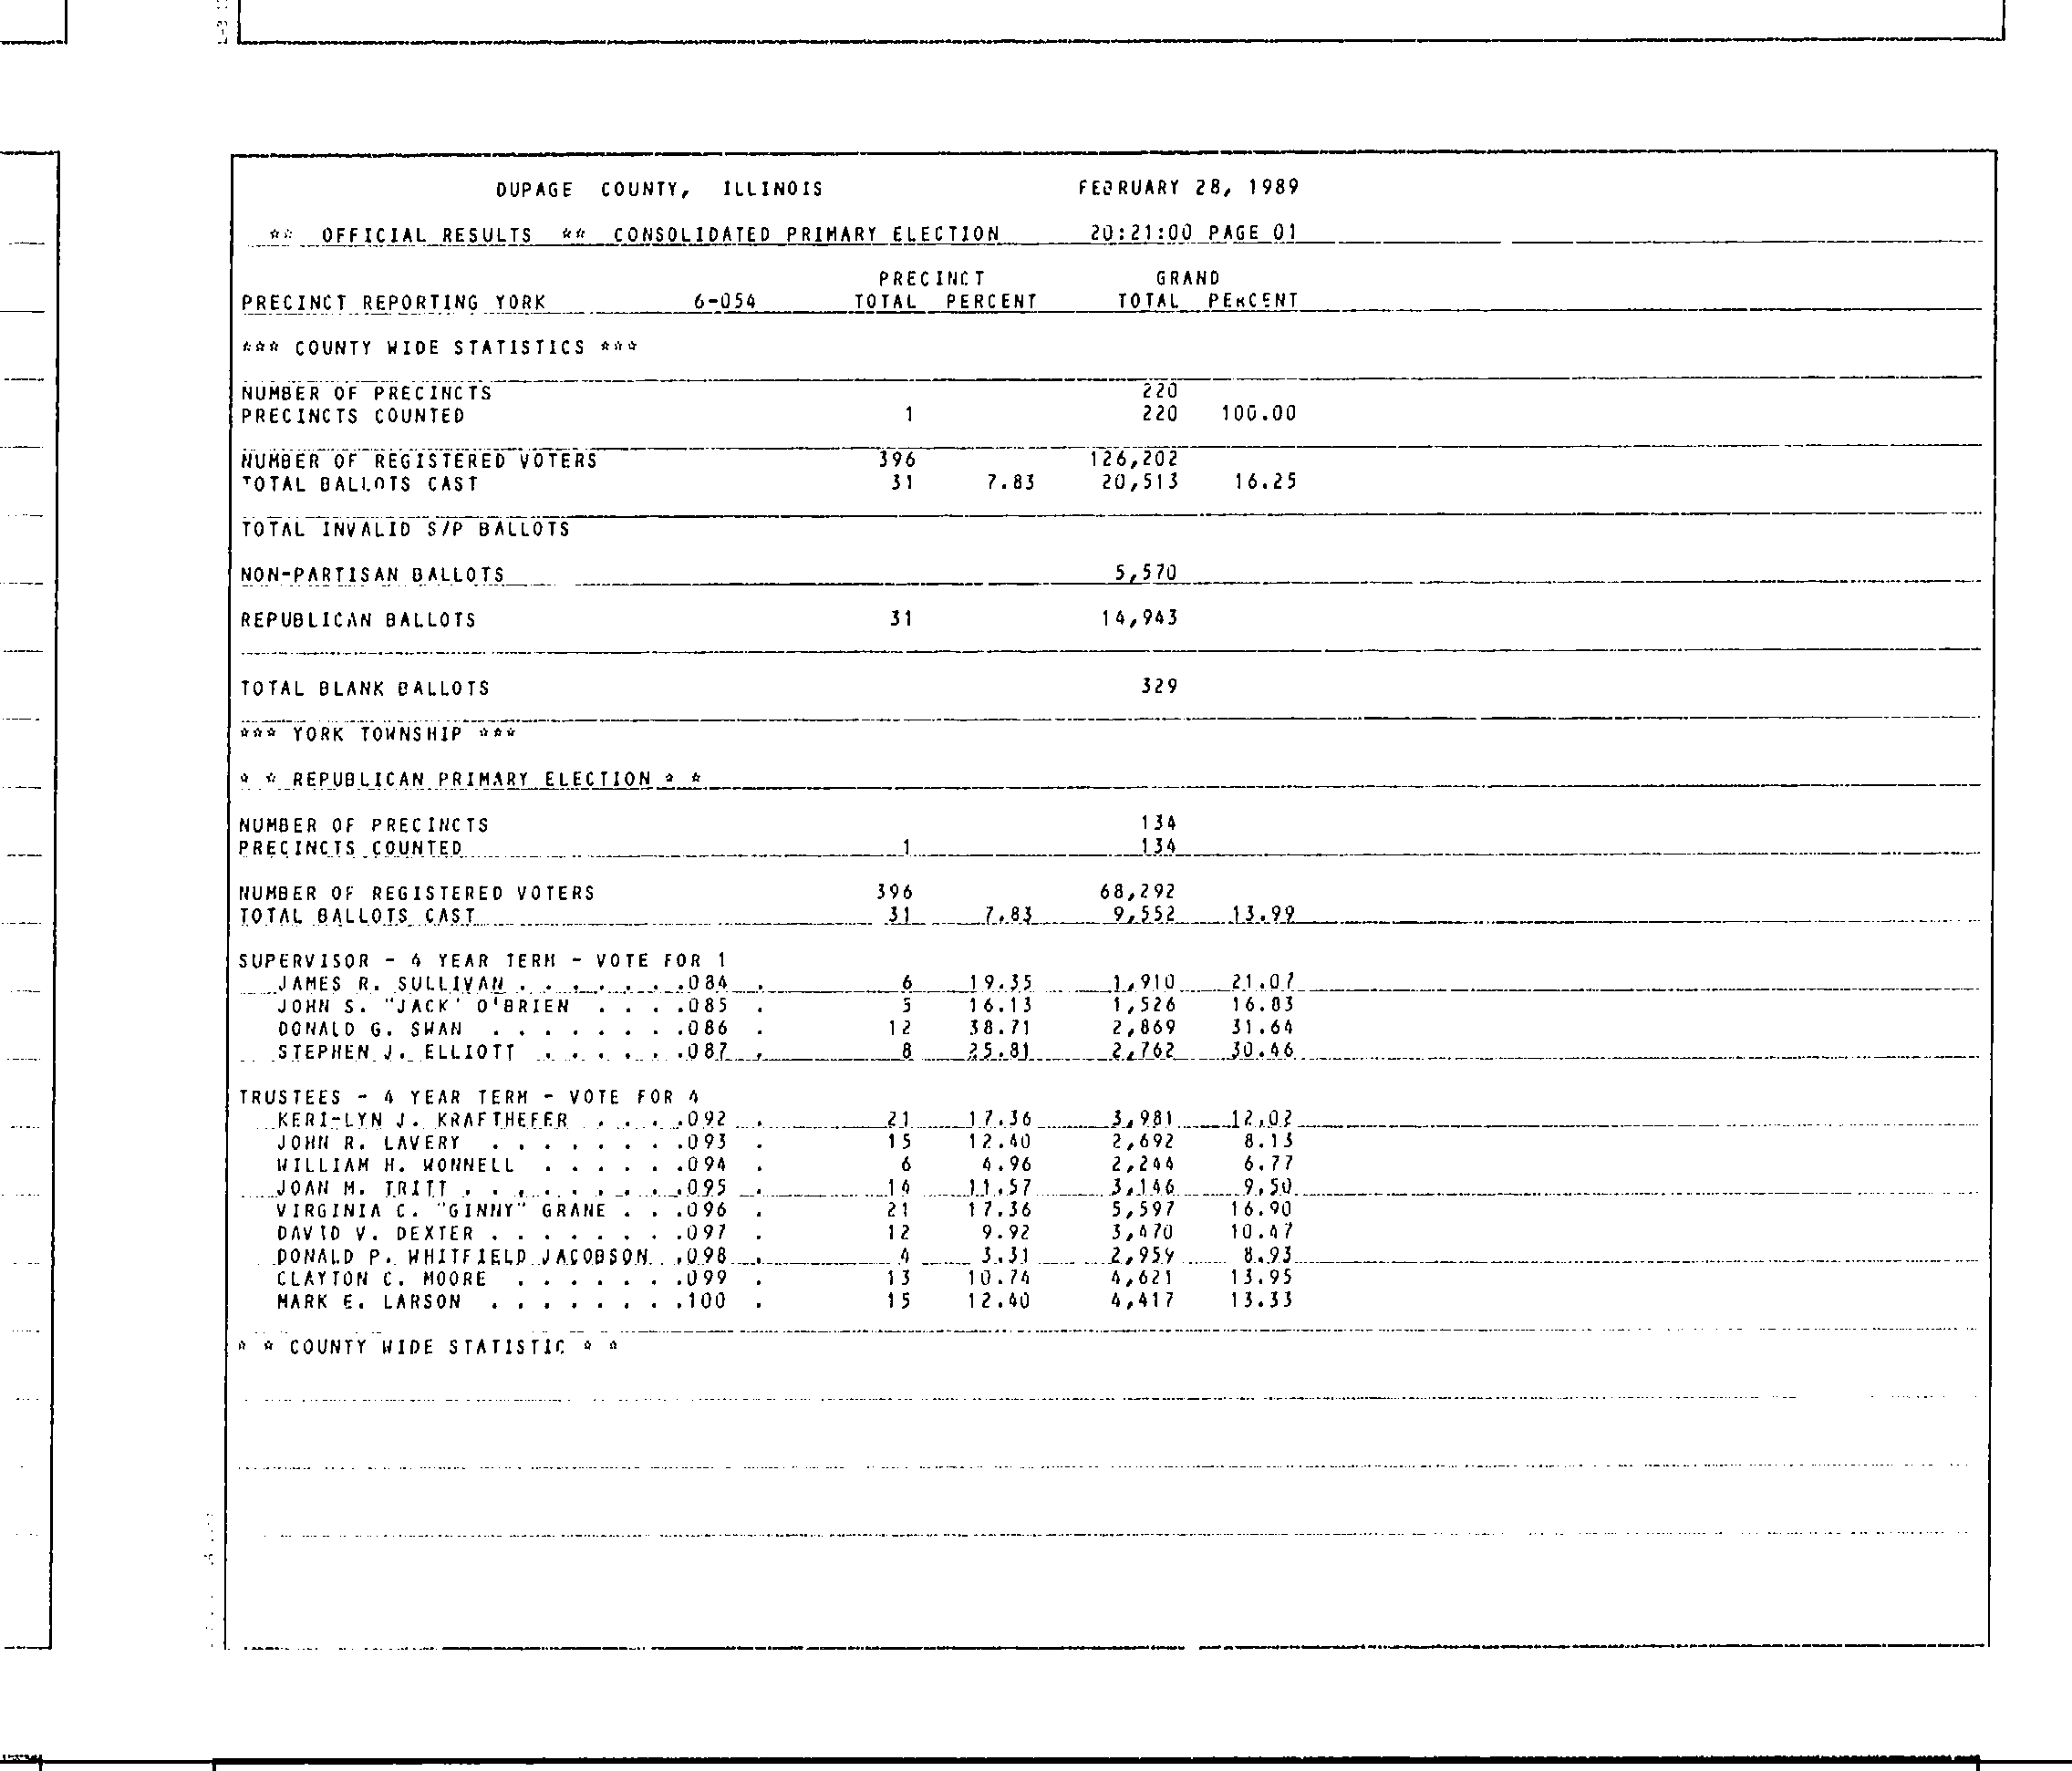 DUPAGE COUNTY, ILLINOIS FEBRUARY 28, 1989
** OFFICIAL RESULTS ** CONSOLIDATED PRIMARY ELECTION 20:21:00 PAGE 01
PRECINCT GRAND
PRECINCT REPORTING YORK 6-054 TOTAL PERCENT TOTAL PERCENT
*** COUNTY WIDE STATISTICS ***
NUMBER OF PRECINCTS 220
PRECINCTS COUNTED 1 220 100.00
NUMBER OF REGISTERED VOTERS 396 126,202
TOTAL BALLOTS CAST 31 7.83 20,513 16.25
TOTAL INVALID S/P BALLOTS
NON-PARTISAN BALLOTS 5,570
REPUBLICAN BALLOTS 31 14,943
TOTAL BLANK BALLOTS 329
*** YORK TOWNSHIP ***
* * REPUBLICAN PRIMARY ELECTION * *
NUMBER OF PRECINCTS 134
PRECINCTS COUNTED 1 134
NUMBER OF REGISTERED VOTERS 396 68,292
TOTAL BALLOTS CAST 31 7.83 9,552 13.99
SUPERVISOR - 4 YEAR TERM - VOTE FOR 1
JAMES R. SULLIVAN . . . . . . .084 . 6 19.35 1,910 21.07
JOHN S. "JACK' O'BRIEN . . . .085 . 5 16.13 1,526 16.83
DONALD G. SWAN . . . . . . . .086 . 12 38.71 2,869 31.64
STEPHEN J. ELLIOTT . . . . . .087 . 8 25.81 2,762 30.46
TRUSTEES - 4 YEAR TERM - VOTE FOR 4
KERI-LYN J. KRAFTHEFER . . . .092 . 21 17.36 3,981 12.02
JOHN R. LAVERY . . . . . . . .093 . 15 12.40 2,692 8.13
WILLIAM H. WONNELL . . . . . .094 . 6 4.96 2,244 6.77
JOAN M. TRITT . . . . . . . . .095 . 14 11.57 3,146 9.50
VIRGINIA C. "GINNY" GRANE . . .096 . 21 17.36 5,597 16.90
DAVID V. DEXTER . . . . . . . .097 . 12 9.92 3,470 10.47
DONALD P. WHITFIELD JACOBSON .098 . 4 3.31 2,959 8.93
CLAYTON C. MOORE . . . . . . .099 . 13 10.74 4,621 13.95
MARK E. LARSON . . . . . . . .100 . 15 12.40 4,417 13.33
* * COUNTY WIDE STATISTIC * *